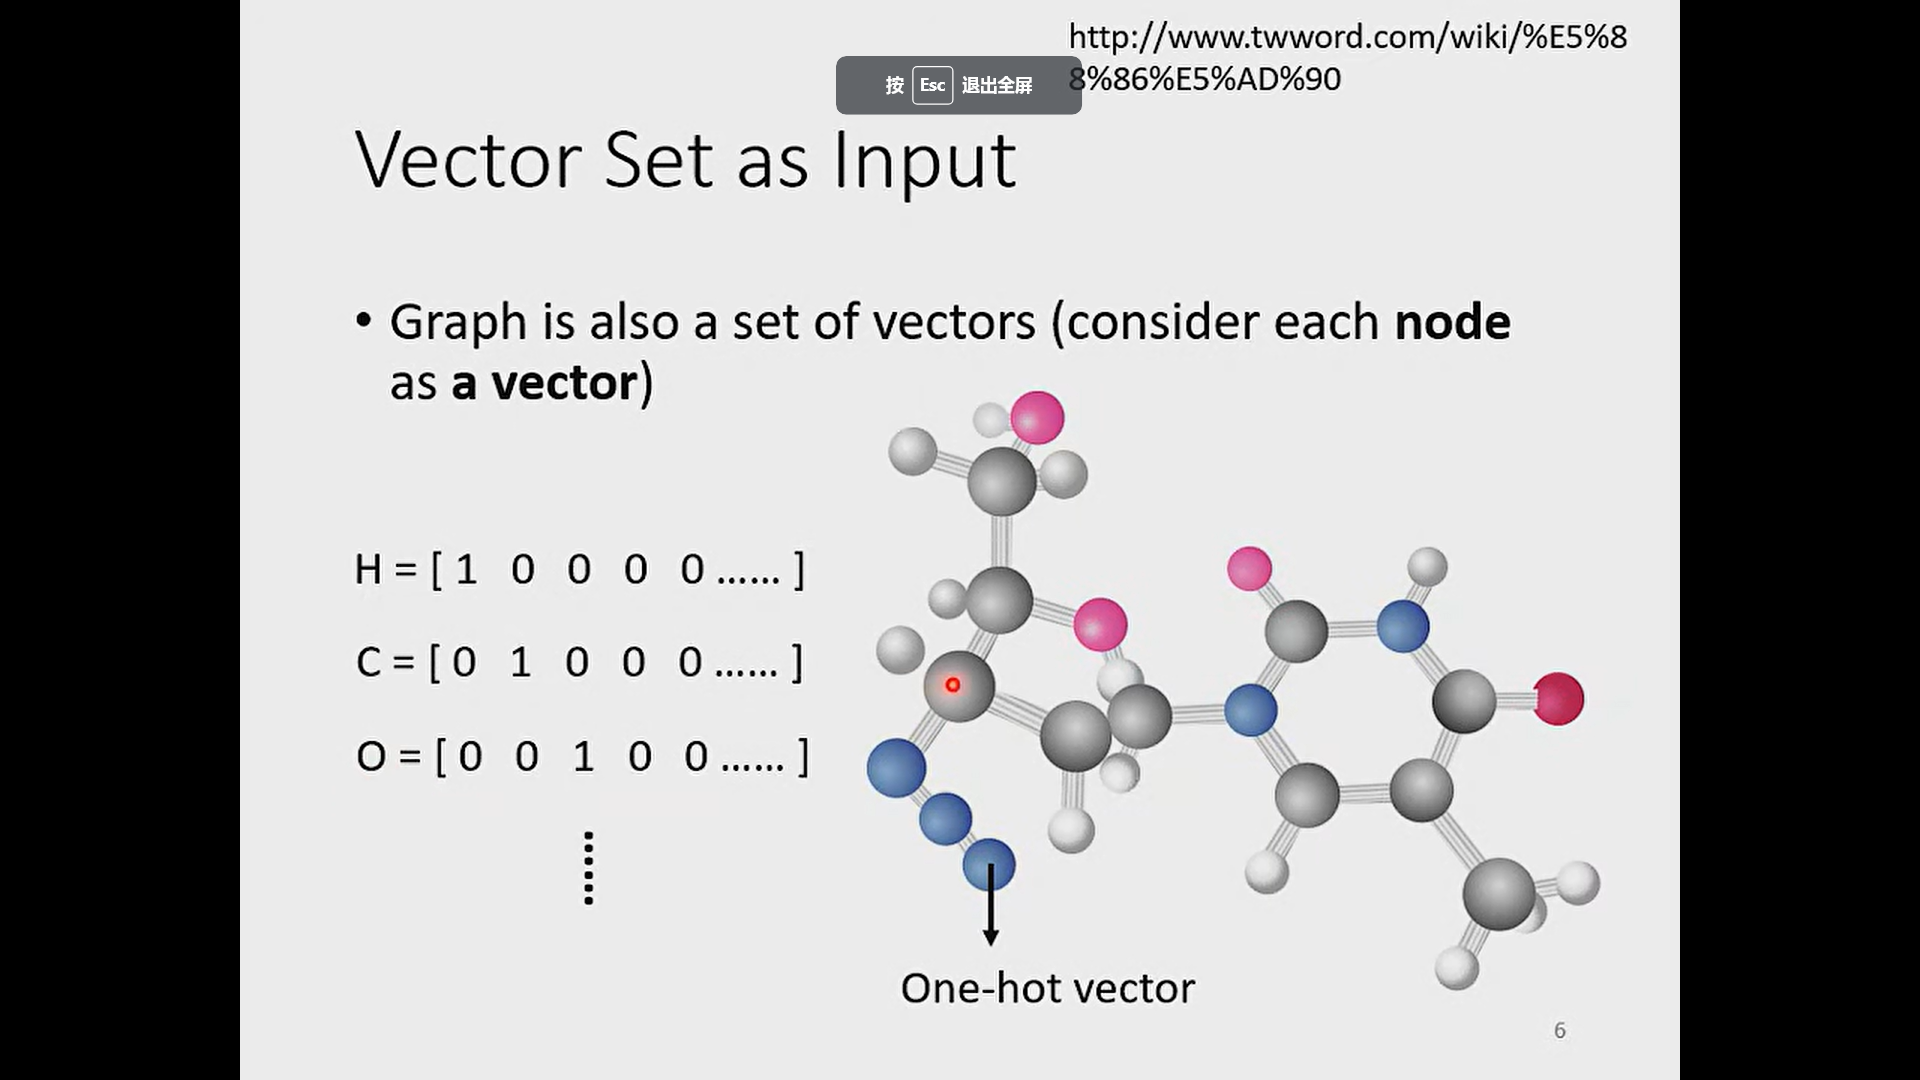 http://www.twword.com/wiki/%E5%8
8%86%E5%AD%90
按 Esc 退出全屏
Vector Set as Input
• Graph is also a set of vectors (consider each node
as a vector)
H = [ 1 0 0 0 0 …… ]
C = [ 0 1 0 0 0 …… ]
O = [ 0 0 1 0 0 …… ]
One-hot vector
6